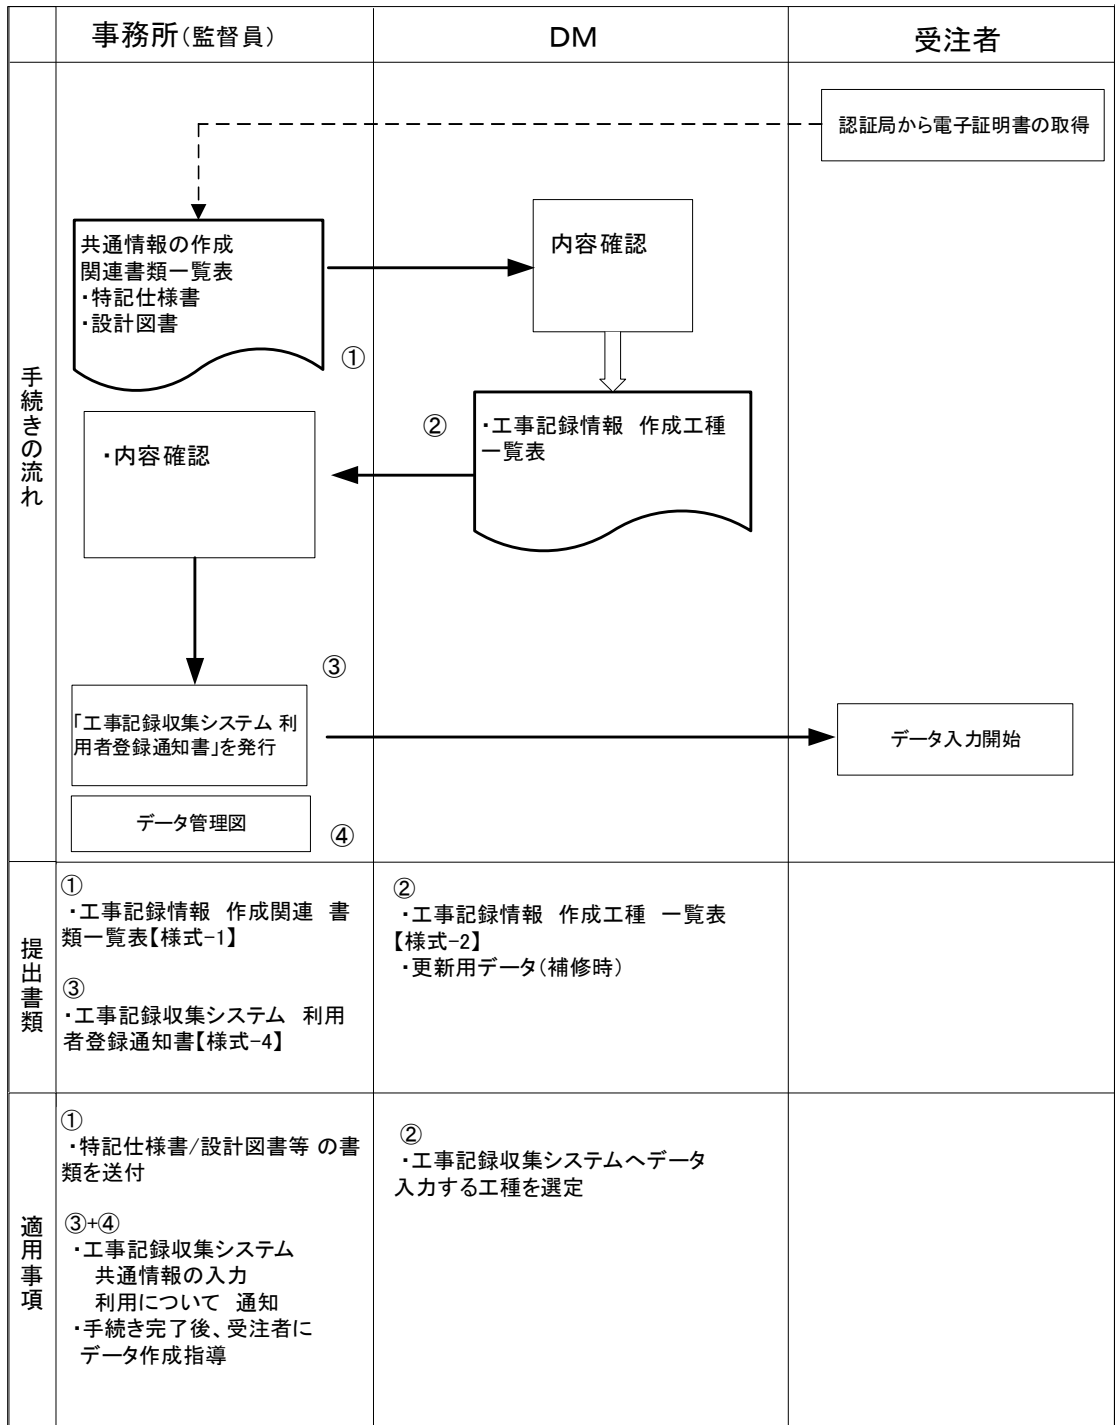 事務所(監督員)
DM
受注者
手続きの流れ
認証局から電子証明書の取得
共通情報の作成
関連書類一覧表
・特記仕様書
・設計図書
①
内容確認
②
・工事記録情報　作成工種
一覧表
・内容確認
③
「工事記録収集システム 利
用者登録通知書」を発行
データ入力開始
データ管理図
④
提出書類
①
・工事記録情報　作成関連　書
類一覧表【様式-1】
③
・工事記録収集システム　利用
者登録通知書【様式-4】
②
・工事記録情報　作成工種　一覧表
【様式-2】
・更新用データ(補修時)
適用事項
①
・特記仕様書/設計図書等 の書
類を送付
③+④
・工事記録収集システム
共通情報の入力
利用について　通知
・手続き完了後、受注者に
データ作成指導
②
・工事記録収集システムへデータ
入力する工種を選定